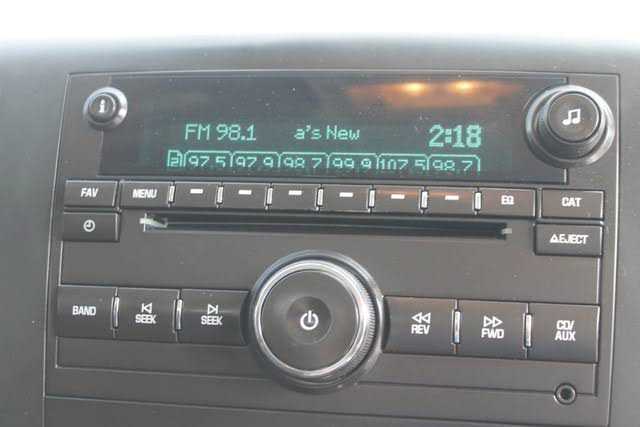 FM 98.1 a's New 2:18
97.5 97.9 98.7 99.9 107.5 98.7
FAV MENU EQ CAT
EJECT
BAND SEEK SEEK REV FWD CD/
AUX